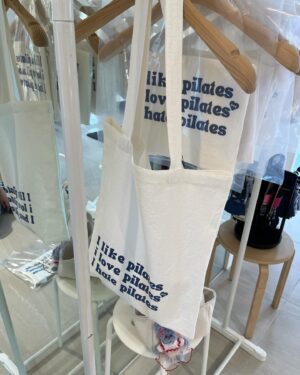 like pilates
love pilates
hate pilates
I like pilates
I love pilates
I hate pilates